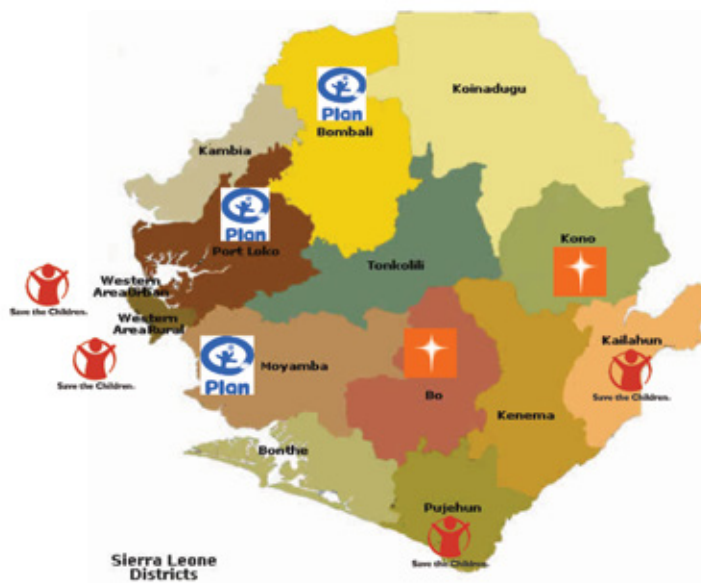 Plan
Bombali
Koinadugu
Kambia
Plan
Port Loko
Kono
Tonkolili
Western
Area Urban
Save the Children.
Western
Area Rural
Kailahun
Save the Children.
Plan
Moyamba
Save the Children.
Bo
Kenema
Bonthe
Pujehun
Save the Children.
Sierra Leone
Districts